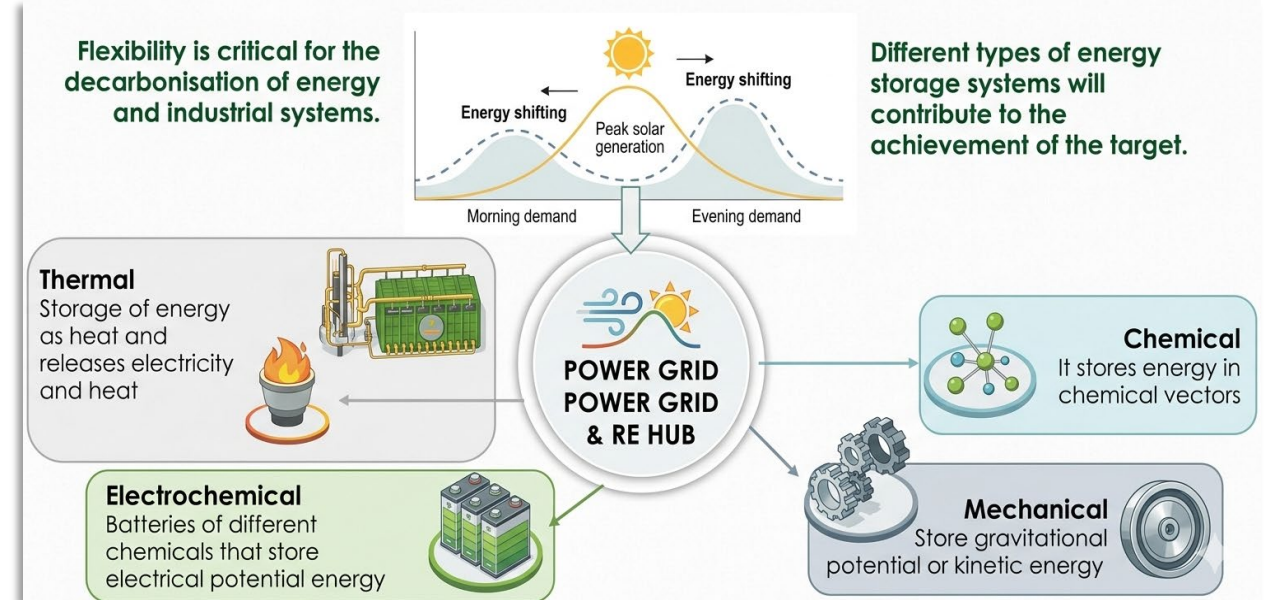 Flexibility is critical for the
decarbonisation of energy
and industrial systems.
Energy shifting
Energy shifting
Peak solar
generation
Morning demand
Evening demand
Different types of energy
storage systems will
contribute to the
achievement of the target.
Thermal
Storage of energy
as heat and
releases electricity
and heat
POWER GRID
POWER GRID
& RE HUB
Chemical
It stores energy in
chemical vectors
Electrochemical
Batteries of different
chemicals that store
electrical potential energy
Mechanical
Store gravitational
potential or kinetic energy